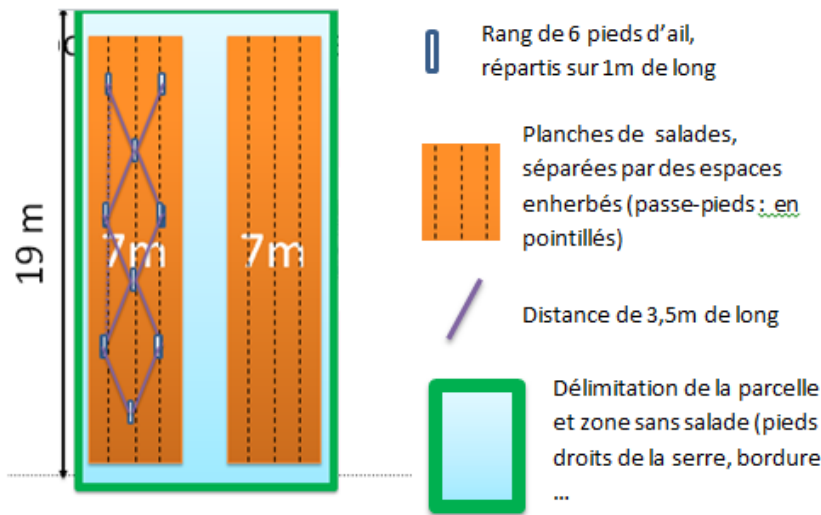 19 m
7m
7m
Rang de 6 pieds d'ail,
répartis sur 1m de long
Planches de salades,
séparées par des espaces
enherbés (passe-pieds : en
pointillés)
Distance de 3,5m de long
Délimitation de la parcelle
et zone sans salade (pieds
droits de la serre, bordure
...